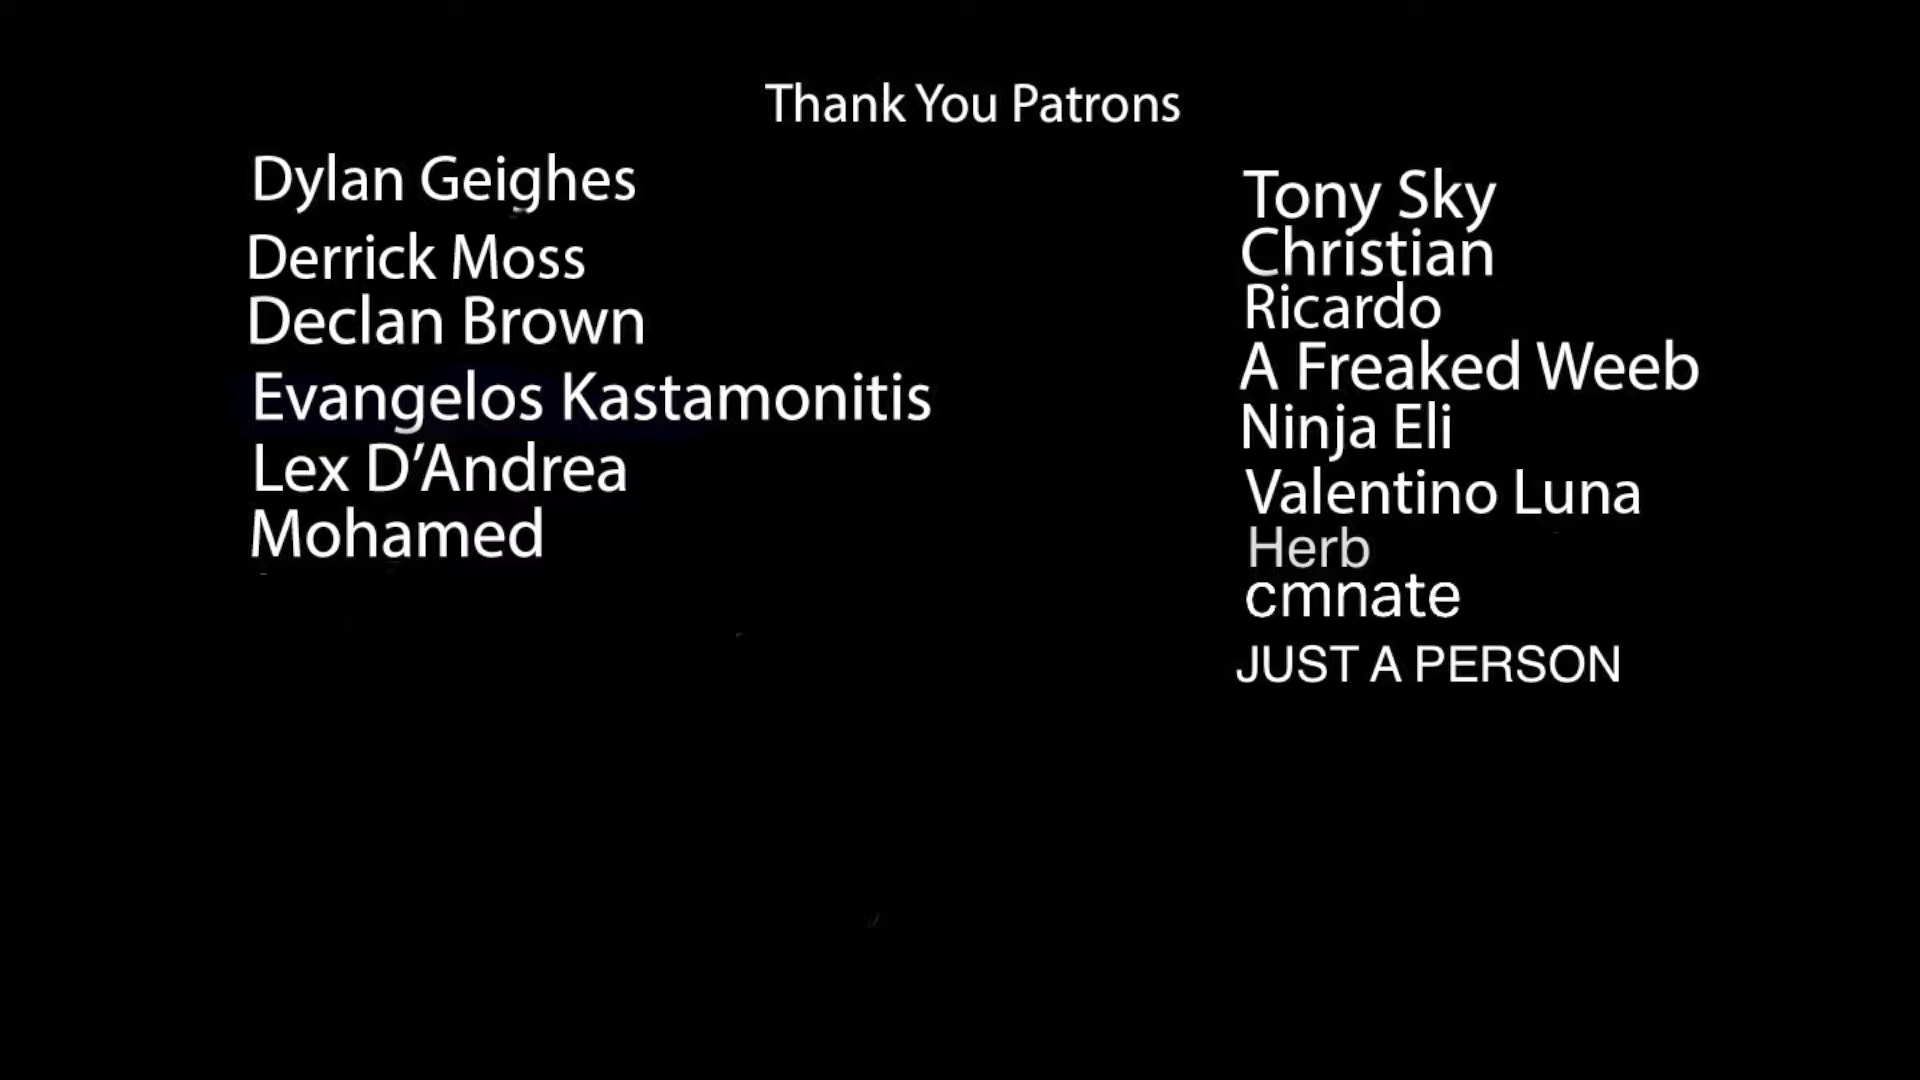 Thank You Patrons
Dylan Geighes
Derrick Moss
Declan Brown
Evangelos Kastamonitis
Lex D’Andrea
Mohamed
Tony Sky
Christian
Ricardo
A Freaked Weeb
Ninja Eli
Valentino Luna
Herb
cmnate
JUST A PERSON